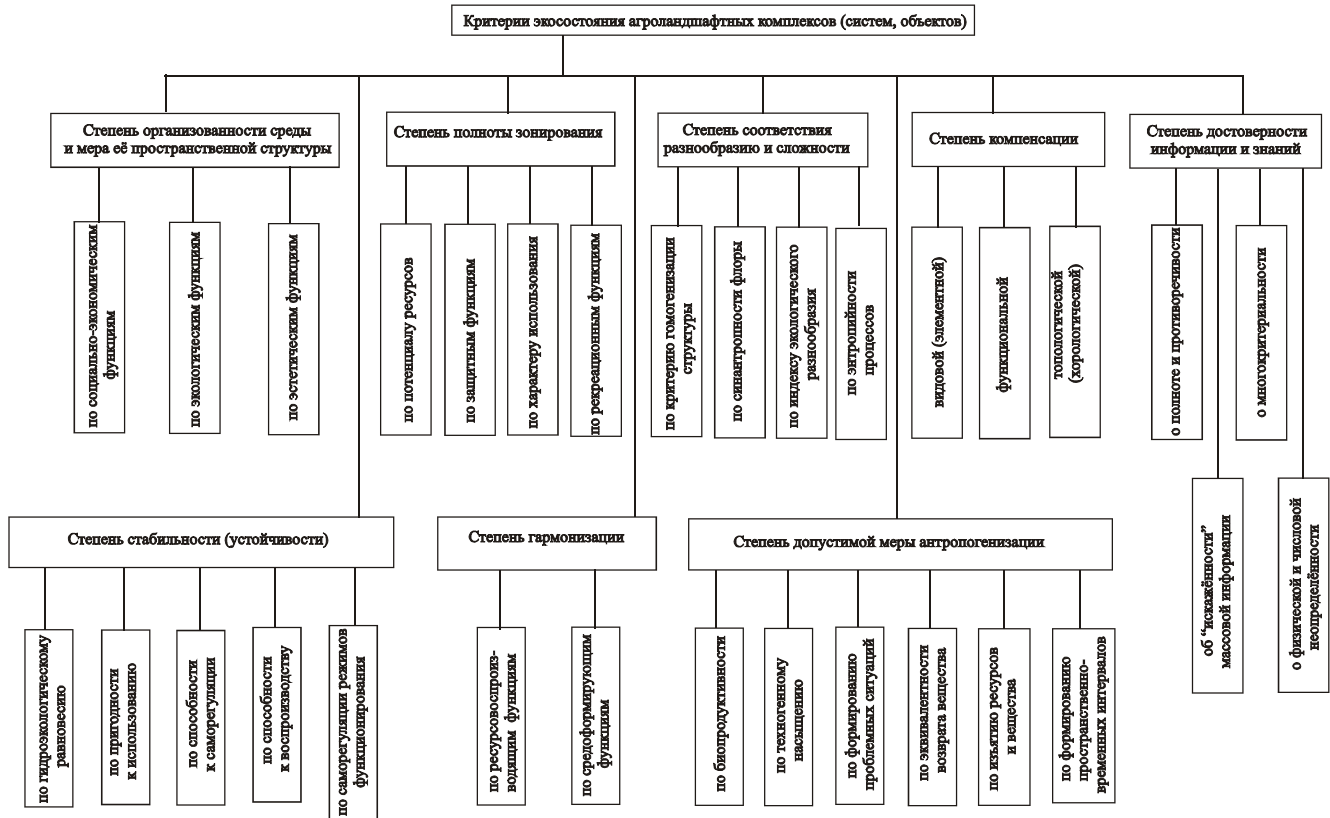 Критерии экосостояния агроландшафтных комплексов (систем, объектов)
Степень организованности среды
и мера её пространственной структуры
по социально-экономическим
функциям
по экологическим функциям
по эстетическим функциям
Степень полноты зонирования
по потенциалу ресурсов
по защитным функциям
по характеру использования
по рекреационным функциям
Степень соответствия
разнообразию и сложности
по критерию гомогенизации
структуры
по синантропности флоры
по индексу экологического
разнообразия
по энтропийности
процессов
Степень компенсации
видовой (элементной)
функциональной
топологической
(хорологической)
Степень достоверности
информации и знаний
о полноте и противоречивости
об “искажённости”
массовой информации
о многокритериальности
о физической и числовой
неопределённости
Степень стабильности (устойчивости)
по гидроэкологическому
равновесию
по пригодности
к использованию
по способности
к саморегуляции
по способности
к воспроизводству
по саморегуляции режимов
функционирования
Степень гармонизации
по ресурсовоспроиз-
водящим функциям
по средоформирующим
функциям
Степень допустимой меры антропогенизации
по биопродуктивности
по техногенному
насыщению
по формированию
проблемных ситуаций
по эквивалентности
возврата вещества
по изъятию ресурсов
и вещества
по формированию
пространственно-
временных интервалов